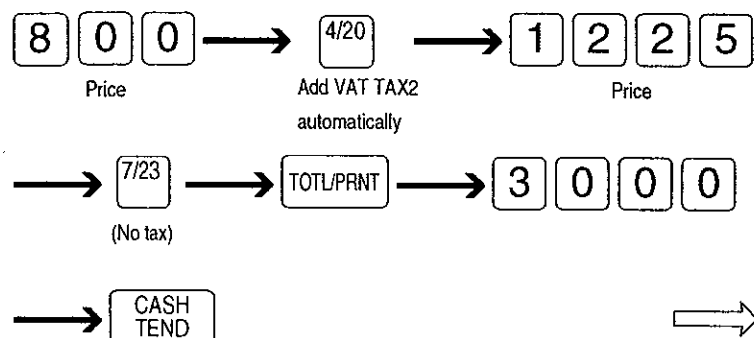 8 0 0 4/20 1 2 2 5
Price Add VAT TAX2 Price
automatically
7/23 TOTL/PRNT 3 0 0 0
(No tax)
CASH
TEND